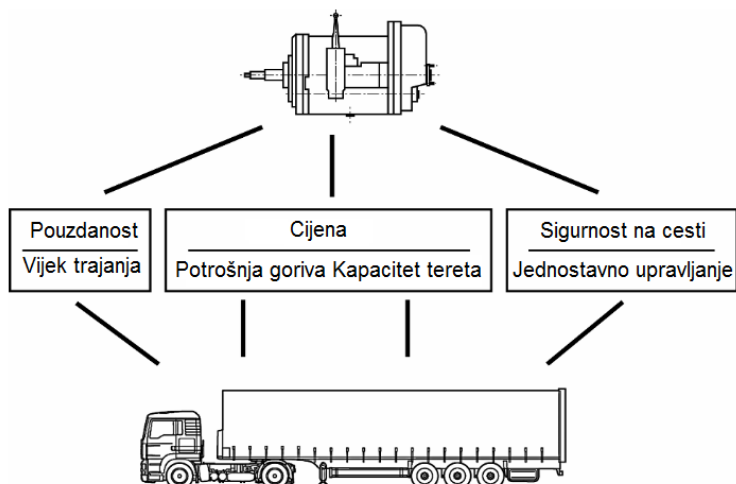 Pouzdanost
Vijek trajanja
Cijena
Potrošnja goriva Kapacitet tereta
Sigurnost na cesti
Jednostavno upravljanje